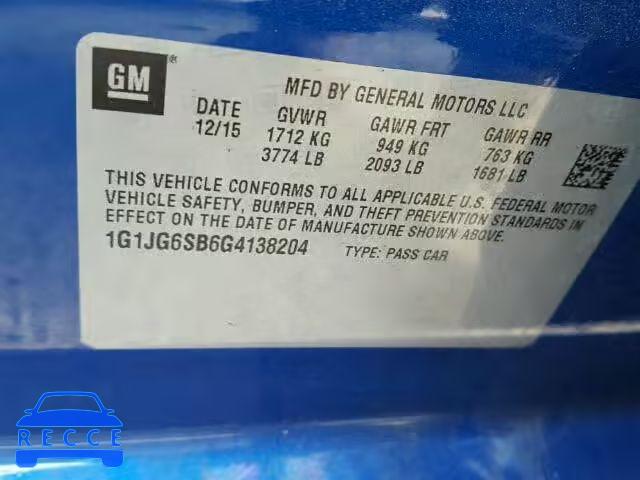 GM®
MFD BY GENERAL MOTORS LLC
DATE GVWR GAWR FRT GAWR RR
12/15 1712 KG 949 KG 763 KG
3774 LB 2093 LB 1681 LB
THIS VEHICLE CONFORMS TO ALL APPLICABLE U.S. FEDERAL MOTOR
VEHICLE SAFETY, BUMPER, AND THEFT PREVENTION STANDARDS IN
EFFECT ON THE DATE OF MANUFACTURE SHOWN ABOVE.
1G1JG6SB6G4138204 TYPE: PASS CAR
RECCE